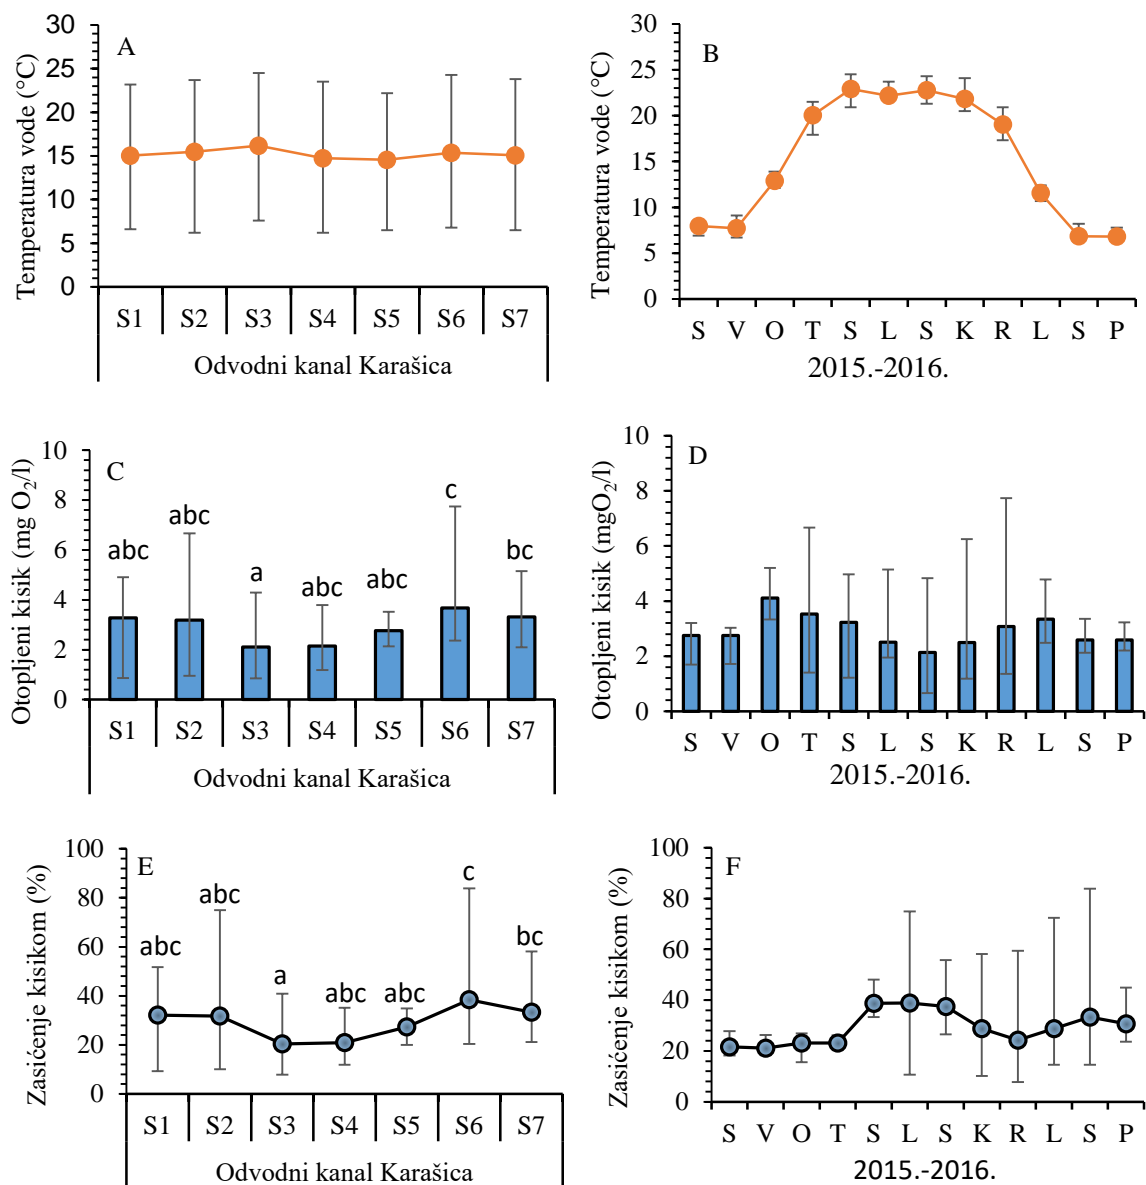 A
Temperatura vode (°C)
30
25
20
15
10
5
0
S1 S2 S3 S4 S5 S6 S7
Odvodni kanal Karašica
B
Temperatura vode (°C)
30
25
20
15
10
5
0
S V O T S L S K R L S P
2015.-2016.
C
Otopljeni kisik (mg O₂/l)
10
8
6
4
2
0
abc abc a abc abc c bc
S1 S2 S3 S4 S5 S6 S7
Odvodni kanal Karašica
D
Otopljeni kisik (mgO₂/l)
10
8
6
4
2
0
S V O T S L S K R L S P
2015.-2016.
E
Zasićenje kisikom (%)
100
80
60
40
20
0
abc abc a abc abc c bc
S1 S2 S3 S4 S5 S6 S7
Odvodni kanal Karašica
F
Zasićenje kisikom (%)
100
80
60
40
20
0
S V O T S L S K R L S P
2015.-2016.